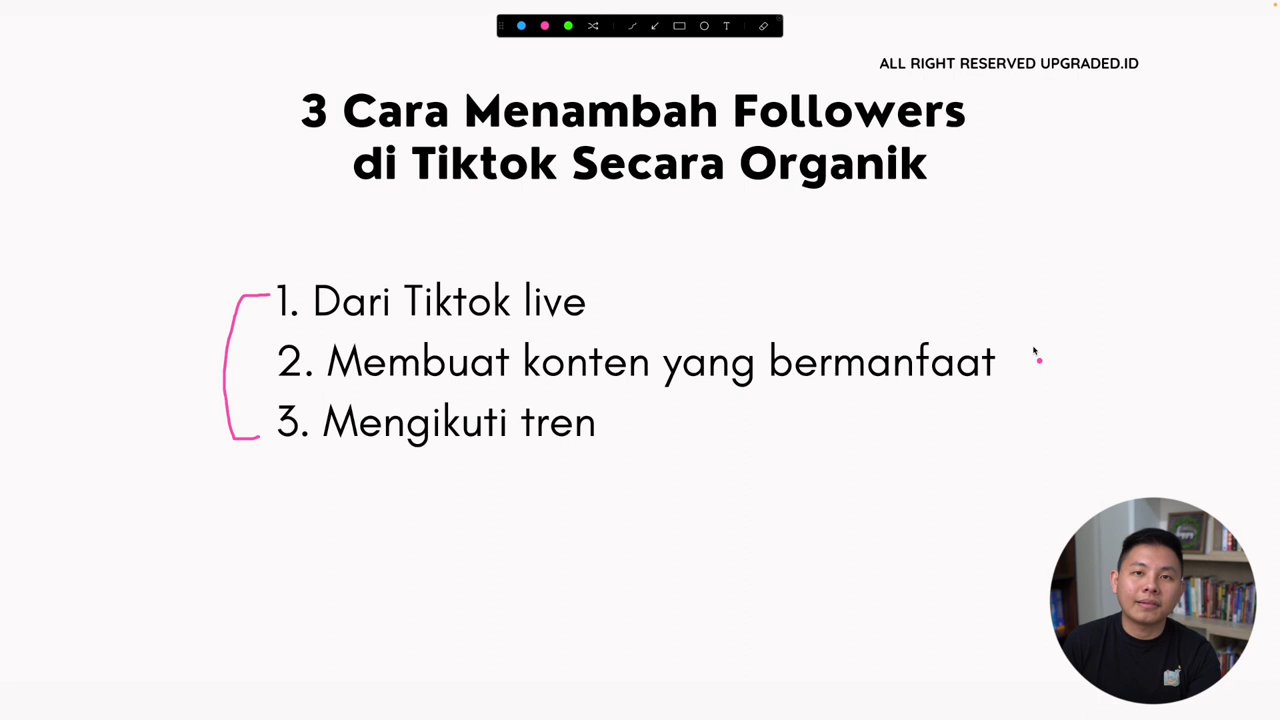 ALL RIGHT RESERVED UPGRADED.ID
3 Cara Menambah Followers
di Tiktok Secara Organik
1. Dari Tiktok live
2. Membuat konten yang bermanfaat
3. Mengikuti tren